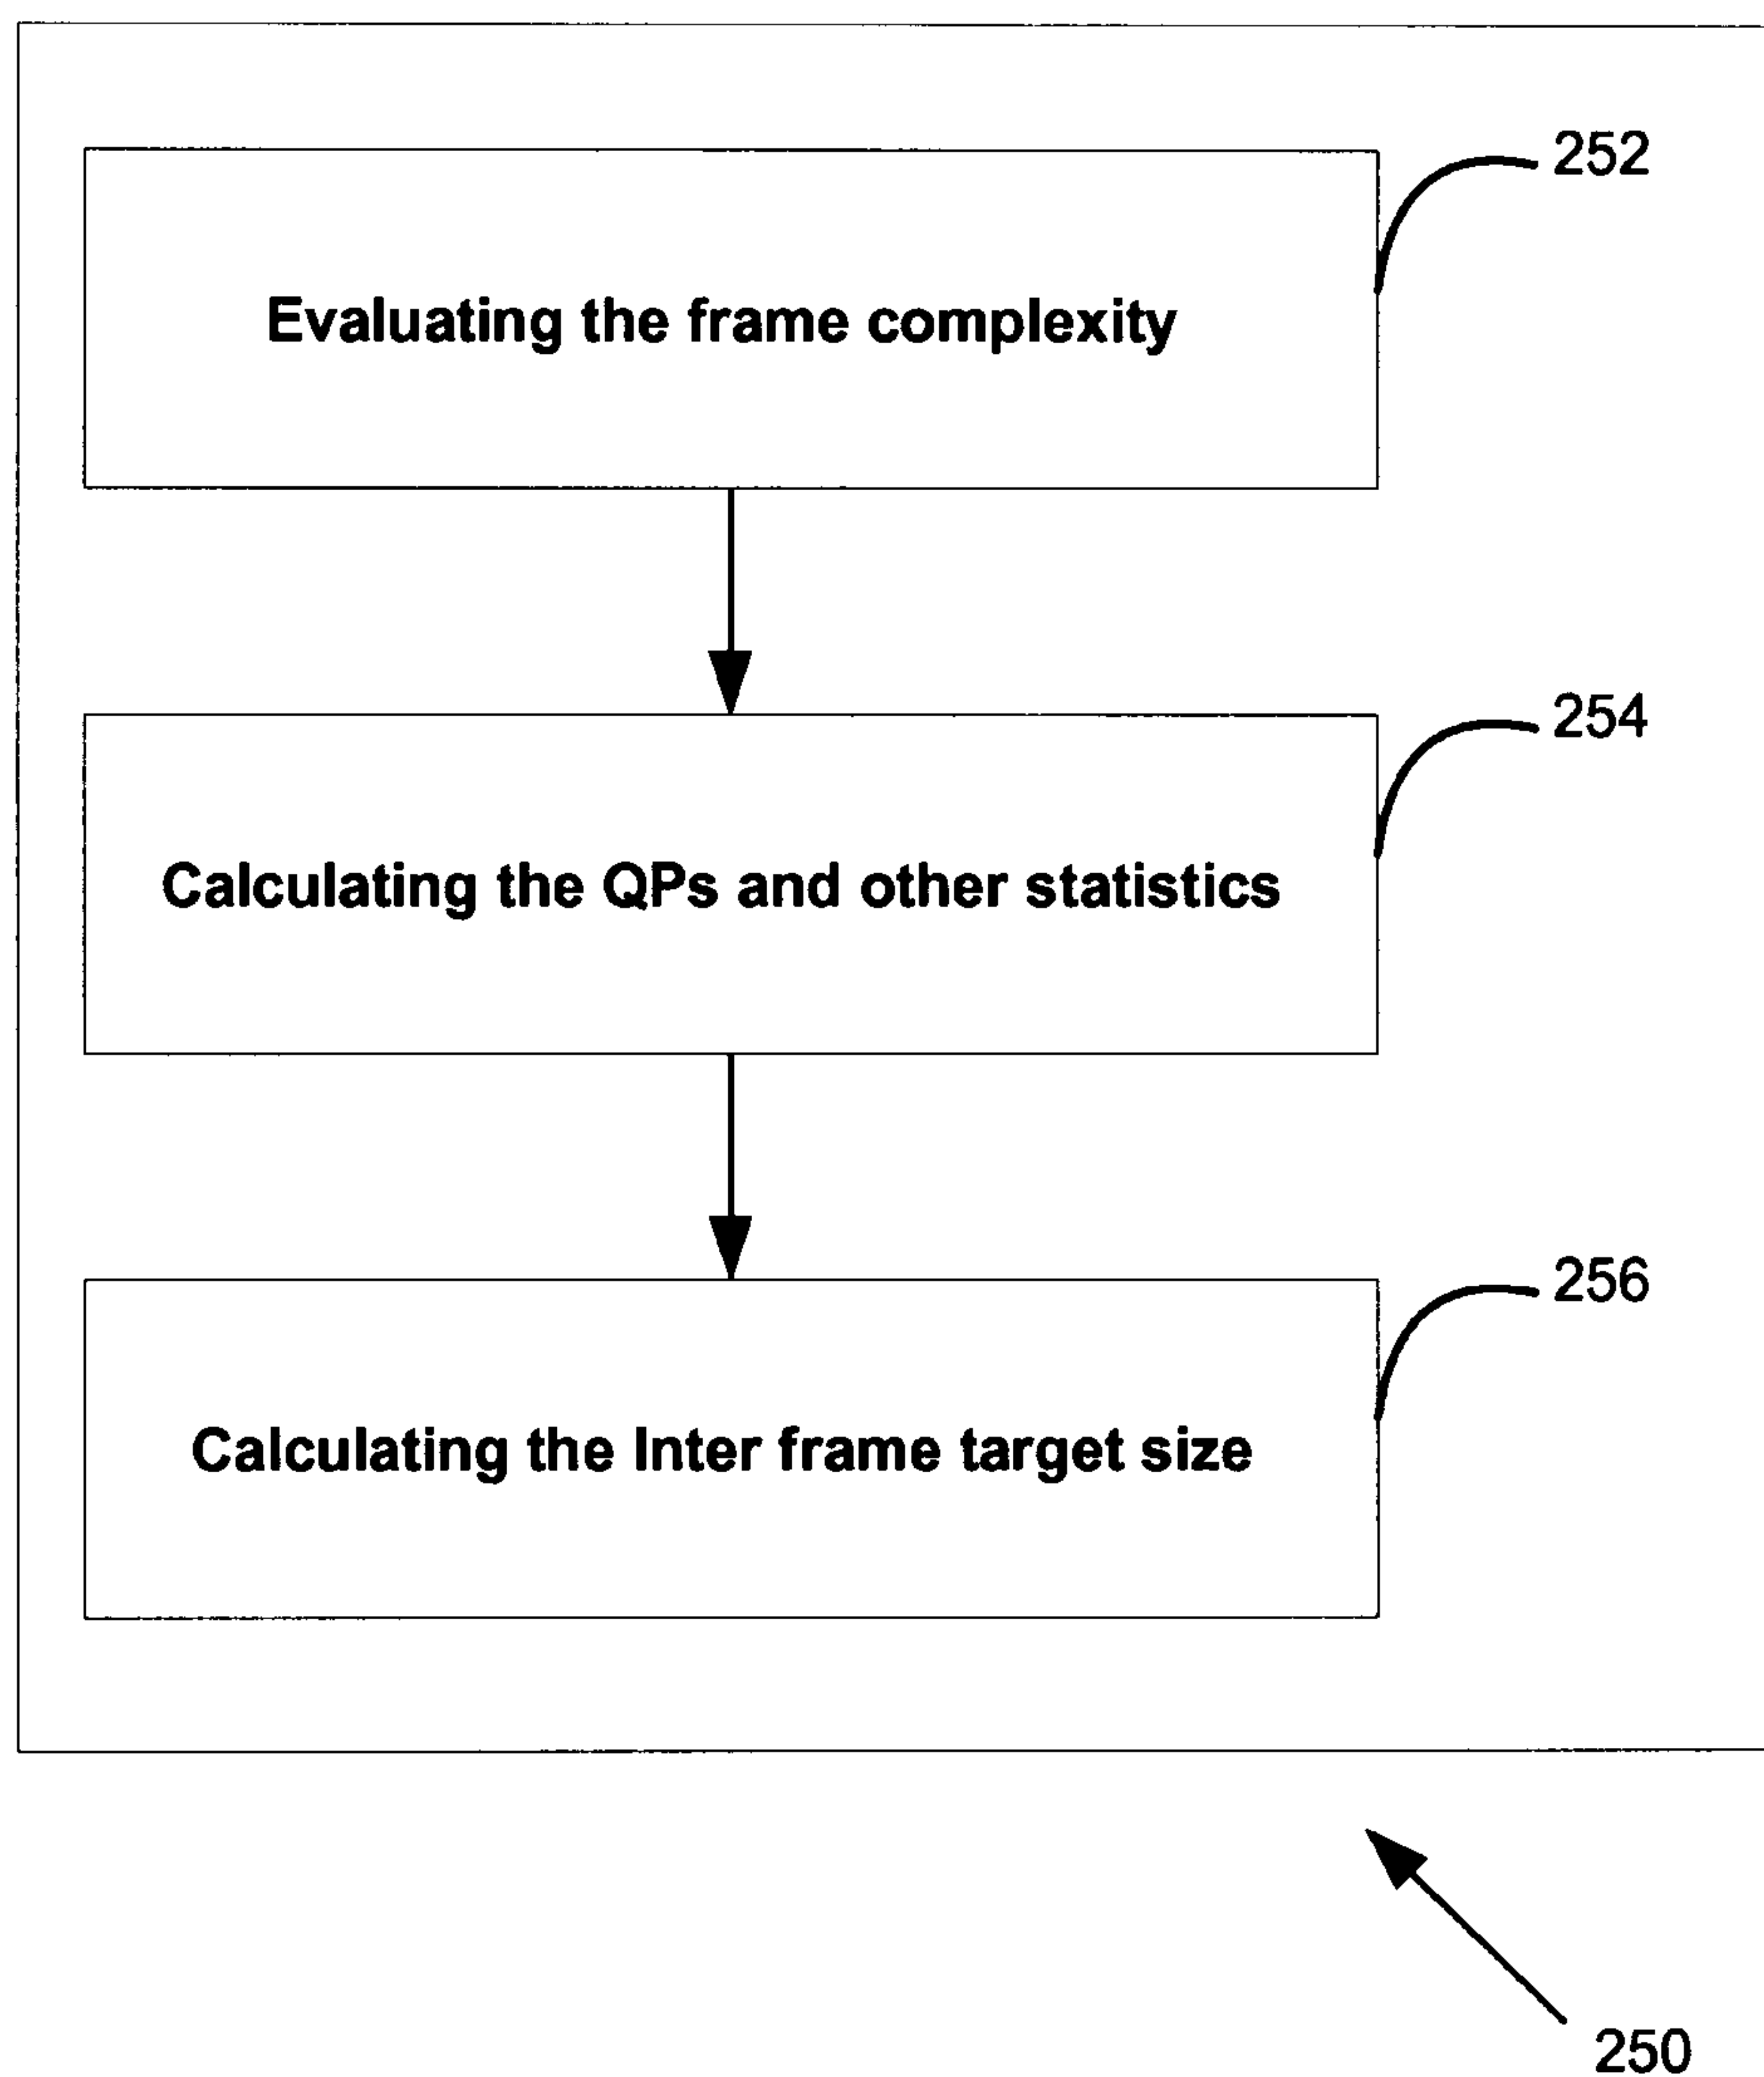 252
Evaluating the frame complexity
254
Calculating the QPs and other statistics
256
Calculating the Inter frame target size
250